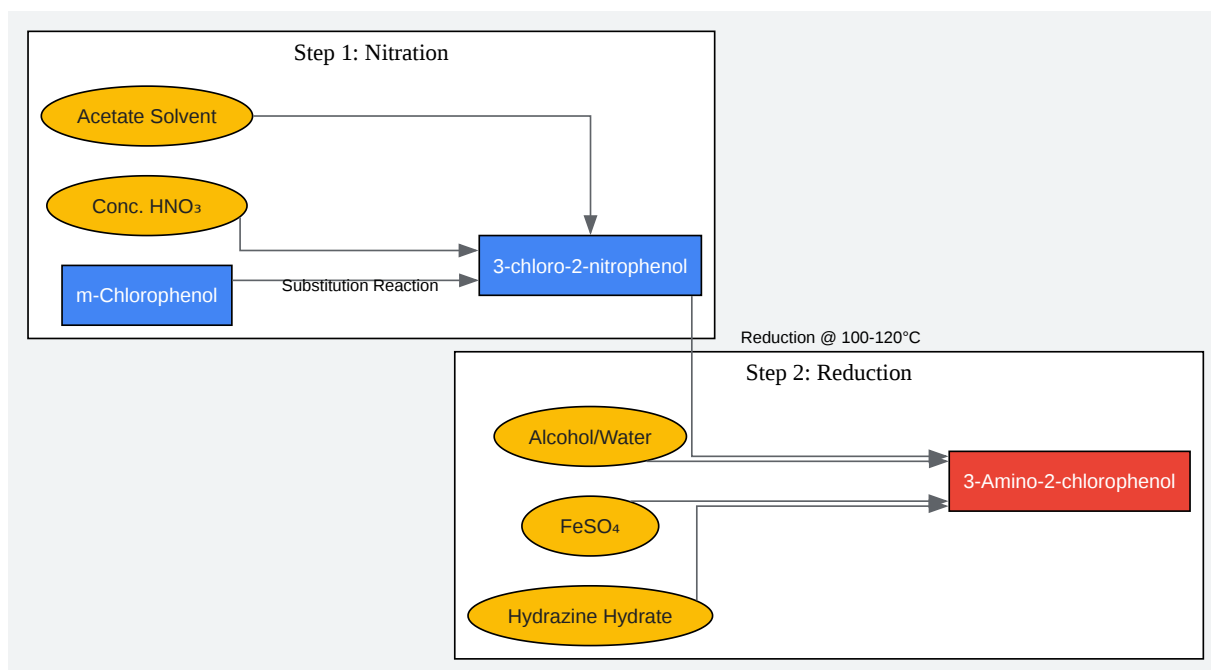 Step 1: Nitration
Acetate Solvent
Conc. HNO₃
3-chloro-2-nitrophenol
m-Chlorophenol
Substitution Reaction
Reduction @ 100-120°C
Step 2: Reduction
Alcohol/Water
3-Amino-2-chlorophenol
FeSO₄
Hydrazine Hydrate